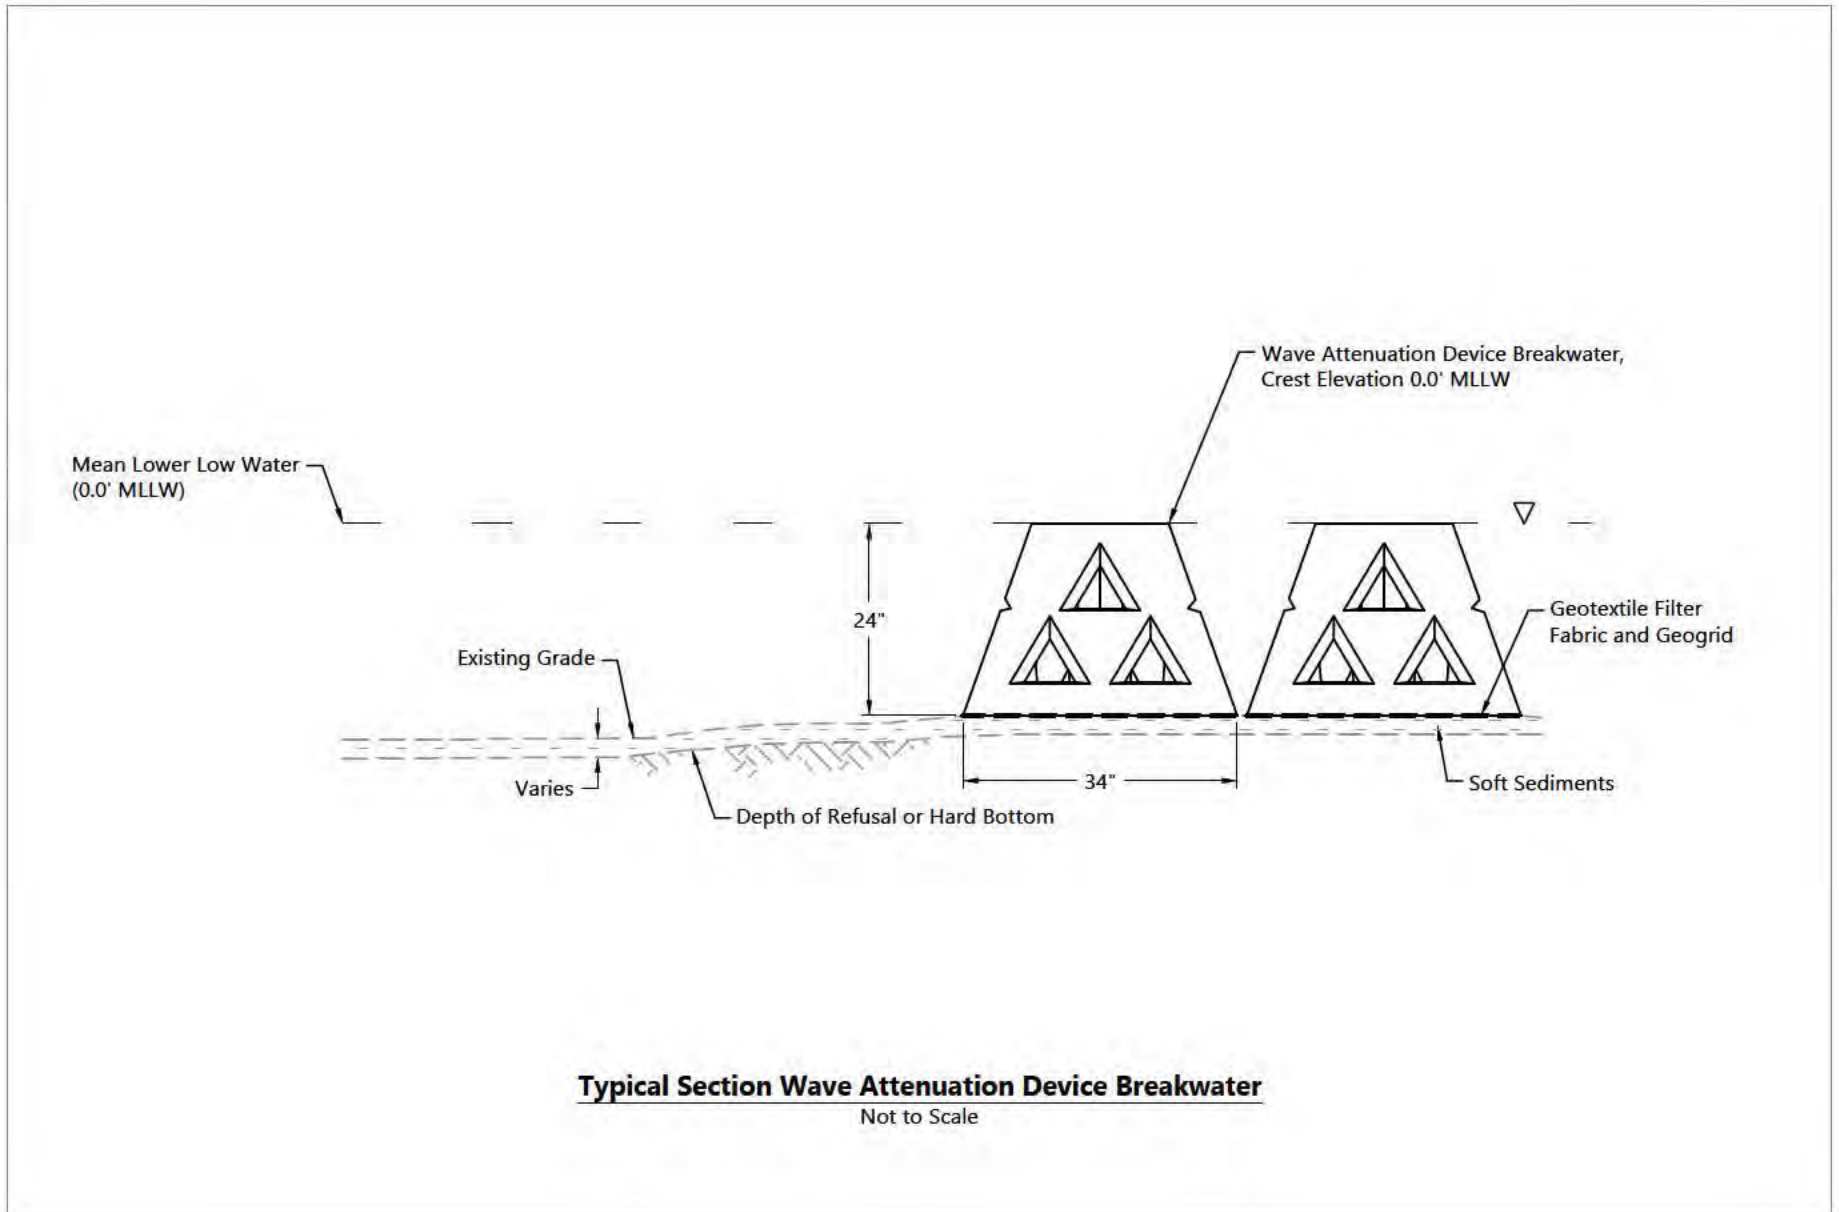 Wave Attenuation Device Breakwater,
Crest Elevation 0.0' MLLW
Mean Lower Low Water
(0.0' MLLW)
24"
Geotextile Filter
Fabric and Geogrid
Existing Grade
34"
Soft Sediments
Varies
Depth of Refusal or Hard Bottom
Typical Section Wave Attenuation Device Breakwater
Not to Scale